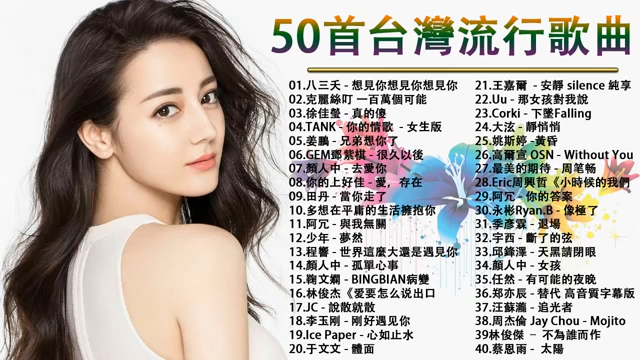 50首台灣流行歌曲
01.八三夭 - 想見你想見你想見你
02.克麗絲叮 一百萬個可能
03.徐佳瑩 - 真的傻
04.TANK - 你的情歌 - 女生版
05.姜鵬 - 兄弟想你了
06.GEM鄧紫棋 - 很久以後
07.顏人中 - 去愛你
08.你的上好佳 - 愛，存在
09.田丹 - 當你走了
10.多想在平庸的生活擁抱你
11.阿冗 - 與我無關
12.少年 - 夢然
13.程響 - 世界這麼大還是遇見你
14.顏人中 - 孤單心事
15.鞠文嫻 - BINGBIAN病變
16.林俊杰《爱要怎么说出口
17.JC - 說散就散
18.李玉刚 - 刚好遇见你
19.Ice Paper - 心如止水
20.于文文 - 體面
21.王嘉爾 - 安靜 silence 純享
22.Uu - 那女孩對我說
23.Corki - 下墜Falling
24.大泫 - 靜悄悄
25.姚斯婷 -黃昏
26.高爾宣 OSN - Without You
27.最美的期待 - 周笔畅
28.Eric周興哲《小時候的我們
29.阿冗 - 你的答案
30.永彬Ryan.B - 像極了
31.季彥霖 - 退場
32.宇西 - 斷了的弦
33.邱鋒澤 - 天黑請閉眼
34.顏人中 - 女孩
35.任然 - 有可能的夜晚
36.郑亦辰 - 替代 高音質字幕版
37.王蘇瀧 - 追光者
38.周杰倫 Jay Chou - Mojito
39林俊傑 – 不為誰而作
40.蔡恩雨 - 太陽